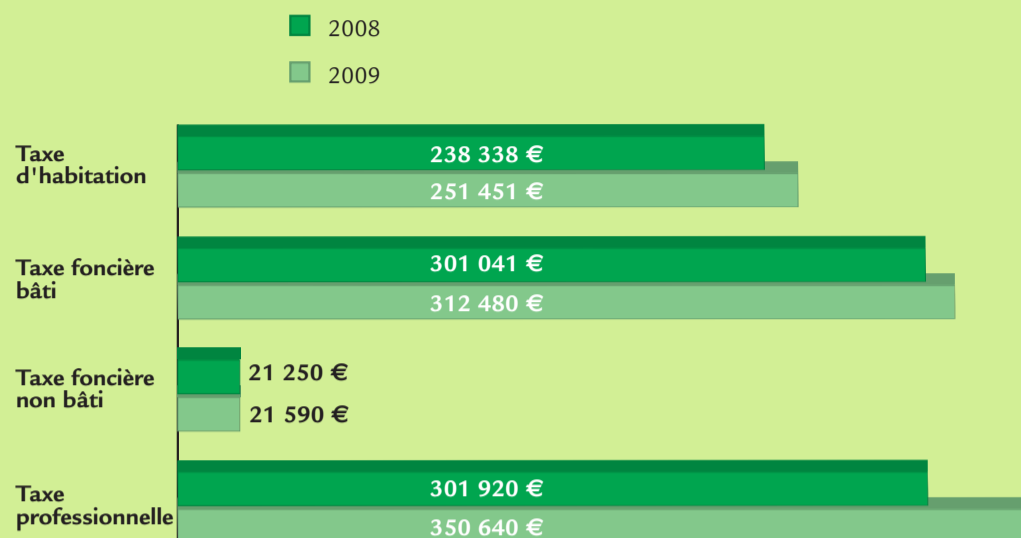 2008
2009
Taxe
d'habitation
238 338 €
251 451 €
Taxe foncière
bâti
301 041 €
312 480 €
Taxe foncière
non bâti
21 250 €
21 590 €
Taxe
professionnelle
301 920 €
350 640 €